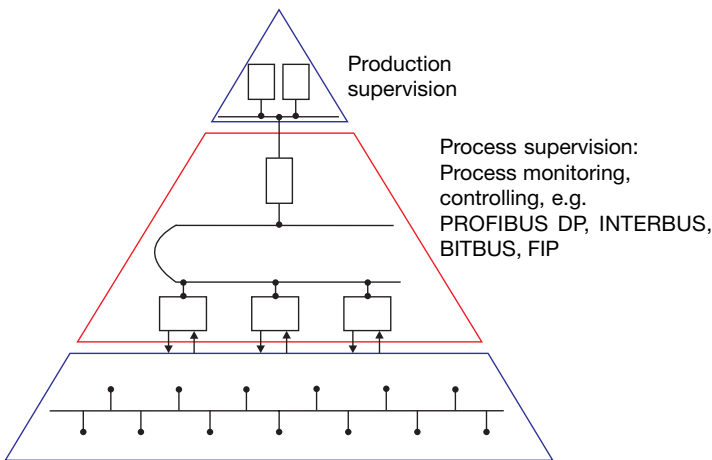 Production
supervision
Process supervision:
Process monitoring,
controlling, e.g.
PROFIBUS DP, INTERBUS,
BITBUS, FIP